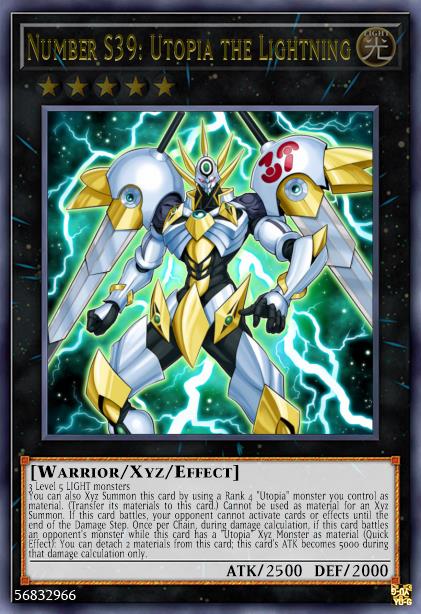 Number S39: Utopia the Lightning
LIGHT
光
39
[Warrior/Xyz/Effect]
3 Level 5 LIGHT monsters
You can also Xyz Summon this card by using a Rank 4 "Utopia" monster you control as
material. (Transfer its materials to this card.) Cannot be used as material for an Xyz
Summon. If this card battles, your opponent cannot activate cards or effects until the
end of the Damage Step. Once per Chain, during damage calculation, if this card battles
an opponent's monster while this card has a "Utopia" Xyz Monster as material (Quick
Effect): You can detach 2 materials from this card; this card's ATK becomes 5000 during
that damage calculation only.
ATK/2500 DEF/2000
56832966